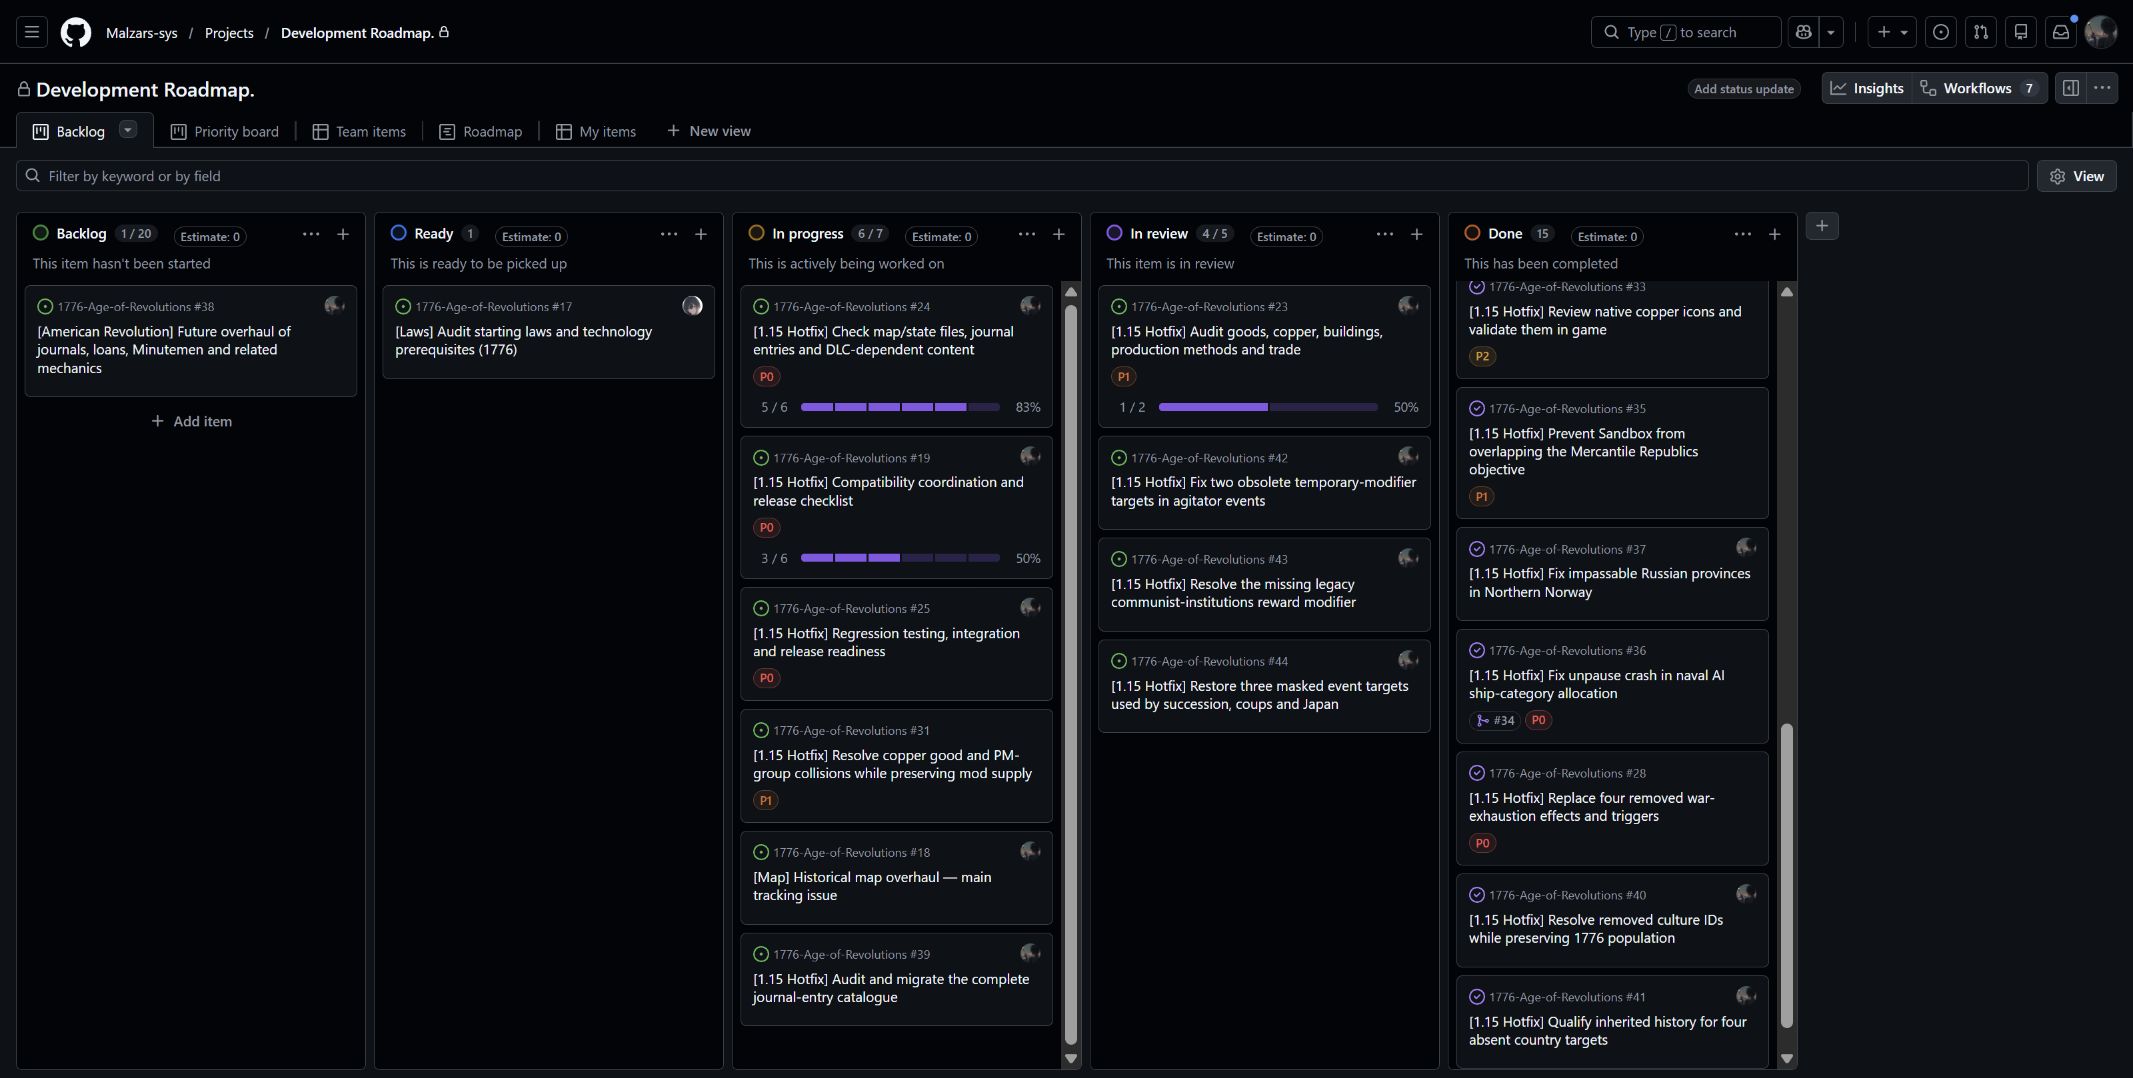 Malzars-sys / Projects / Development Roadmap.
Type / to search
Development Roadmap.
Add status update
Insights
Workflows 7
Backlog
Priority board
Team items
Roadmap
My items
New view
Filter by keyword or by field
View
Backlog 1 / 20 Estimate: 0
This item hasn't been started
1776-Age-of-Revolutions #38
[American Revolution] Future overhaul of
journals, loans, Minutemen and related
mechanics
Add item
Ready 1 Estimate: 0
This is ready to be picked up
1776-Age-of-Revolutions #17
[Laws] Audit starting laws and technology
prerequisites (1776)
In progress 6 / 7 Estimate: 0
This is actively being worked on
1776-Age-of-Revolutions #24
[1.15 Hotfix] Check map/state files, journal
entries and DLC-dependent content
P0
5 / 6 83%
1776-Age-of-Revolutions #19
[1.15 Hotfix] Compatibility coordination and
release checklist
P0
3 / 6 50%
1776-Age-of-Revolutions #25
[1.15 Hotfix] Regression testing, integration
and release readiness
P0
1776-Age-of-Revolutions #31
[1.15 Hotfix] Resolve copper good and PM-
group collisions while preserving mod supply
P1
1776-Age-of-Revolutions #18
[Map] Historical map overhaul — main
tracking issue
1776-Age-of-Revolutions #39
[1.15 Hotfix] Audit and migrate the complete
journal-entry catalogue
In review 4 / 5 Estimate: 0
This item is in review
1776-Age-of-Revolutions #23
[1.15 Hotfix] Audit goods, copper, buildings,
production methods and trade
P1
1 / 2 50%
1776-Age-of-Revolutions #42
[1.15 Hotfix] Fix two obsolete temporary-modifier
targets in agitator events
1776-Age-of-Revolutions #43
[1.15 Hotfix] Resolve the missing legacy
communist-institutions reward modifier
1776-Age-of-Revolutions #44
[1.15 Hotfix] Restore three masked event targets
used by succession, coups and Japan
Done 15 Estimate: 0
This has been completed
1776-Age-of-Revolutions #33
[1.15 Hotfix] Review native copper icons and
validate them in game
P2
1776-Age-of-Revolutions #35
[1.15 Hotfix] Prevent Sandbox from
overlapping the Mercantile Republics
objective
P1
1776-Age-of-Revolutions #37
[1.15 Hotfix] Fix impassable Russian provinces
in Northern Norway
1776-Age-of-Revolutions #36
[1.15 Hotfix] Fix unpause crash in naval AI
ship-category allocation
#34 P0
1776-Age-of-Revolutions #28
[1.15 Hotfix] Replace four removed war-
exhaustion effects and triggers
P0
1776-Age-of-Revolutions #40
[1.15 Hotfix] Resolve removed culture IDs
while preserving 1776 population
1776-Age-of-Revolutions #41
[1.15 Hotfix] Qualify inherited history for four
absent country targets